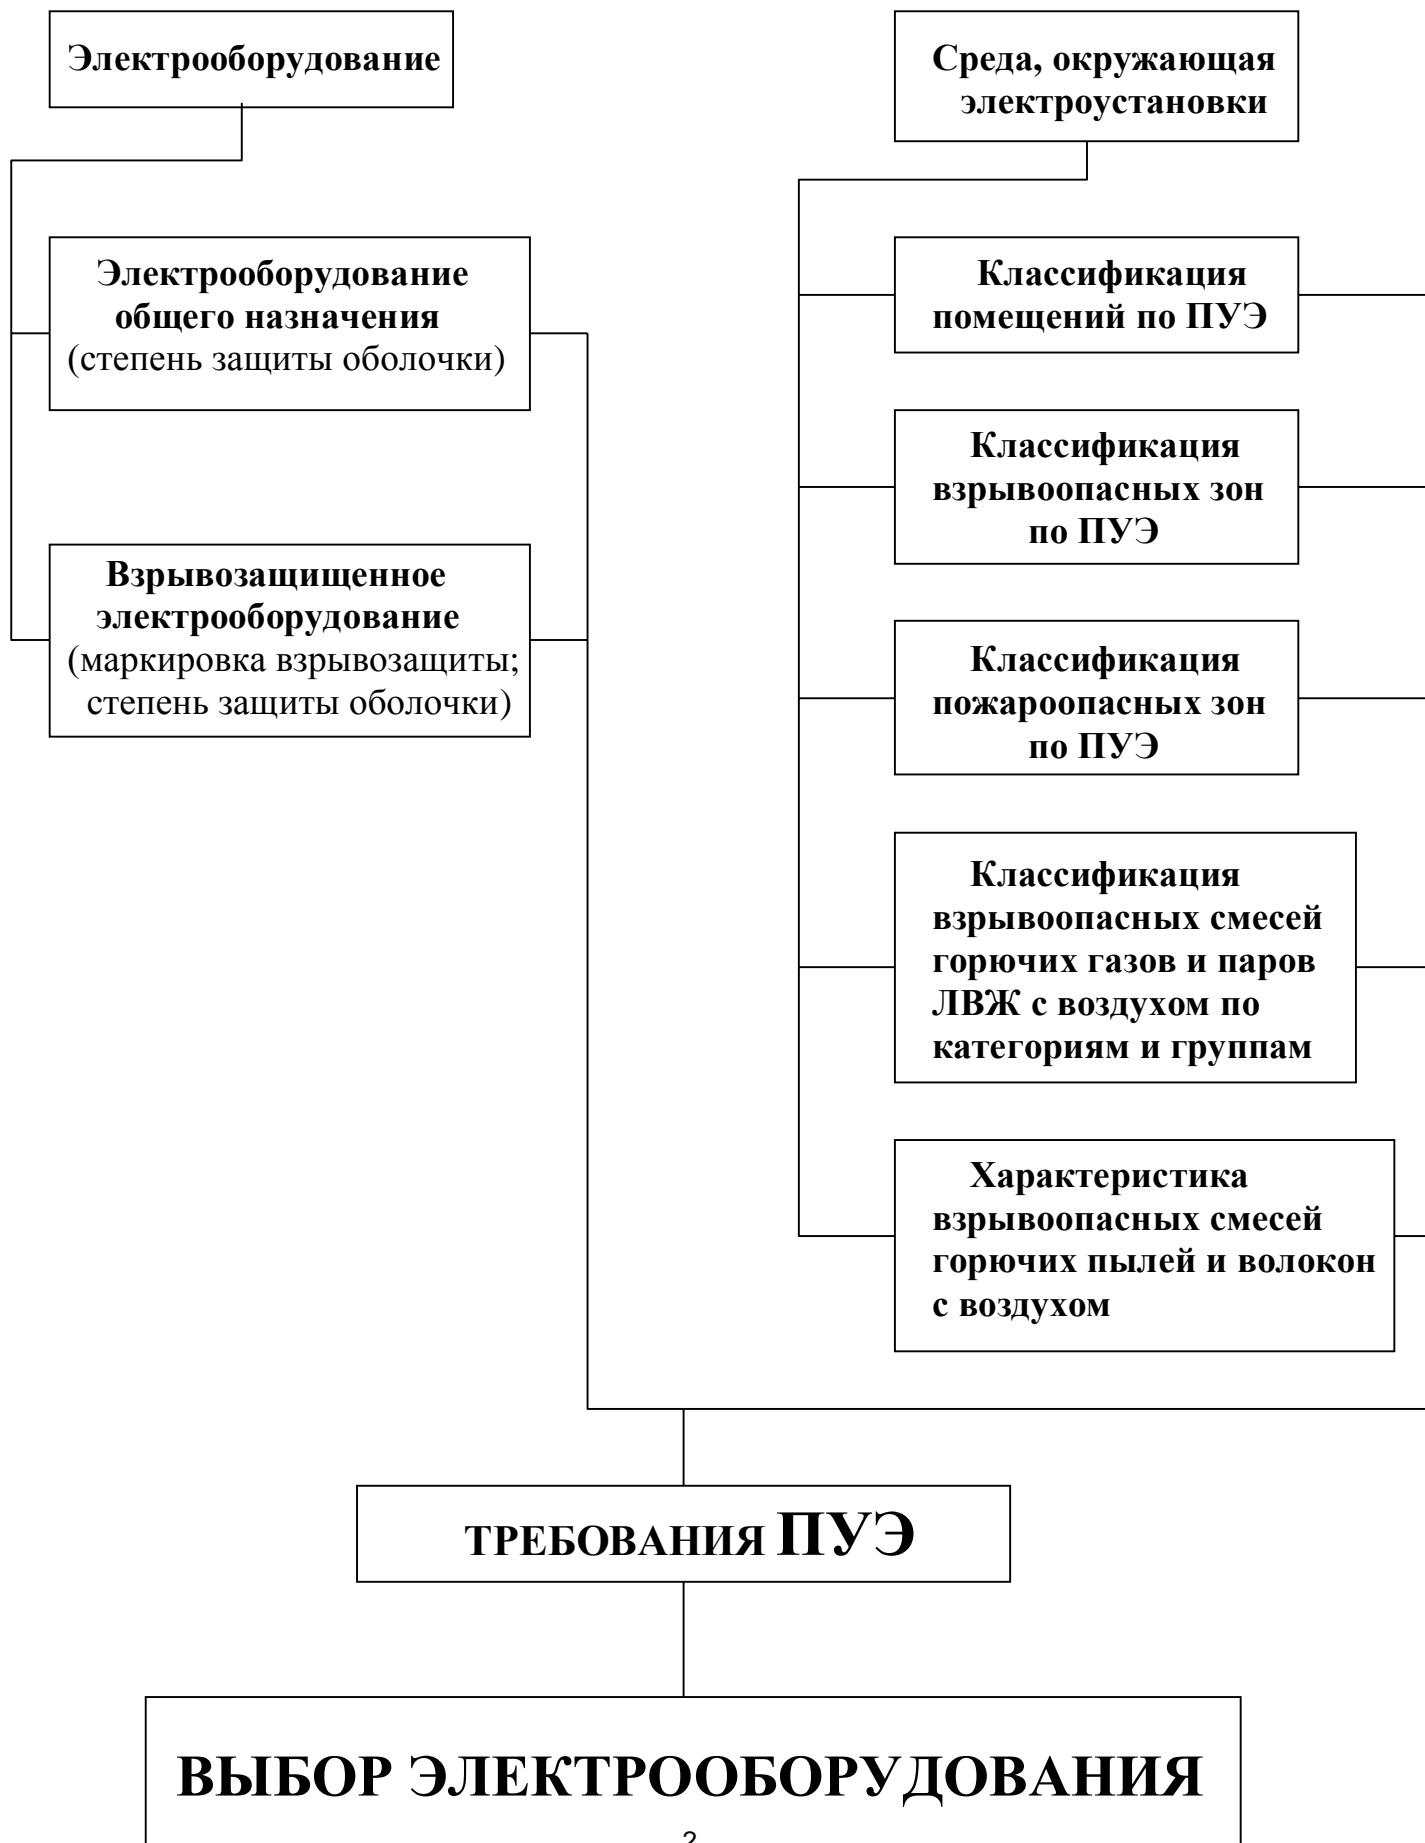 Электрооборудование
Среда, окружающая
электроустановки
Электрооборудование
общего назначения
(степень защиты оболочки)
Взрывозащищенное
электрооборудование
(маркировка взрывозащиты;
степень защиты оболочки)
Классификация
помещений по ПУЭ
Классификация
взрывоопасных зон
по ПУЭ
Классификация
пожароопасных зон
по ПУЭ
Классификация
взрывоопасных смесей
горючих газов и паров
ЛВЖ с воздухом по
категориям и группам
Характеристика
взрывоопасных смесей
горючих пылей и волокон
с воздухом
ТРЕБОВАНИЯ ПУЭ
ВЫБОР ЭЛЕКТРООБОРУДОВАНИЯ
2